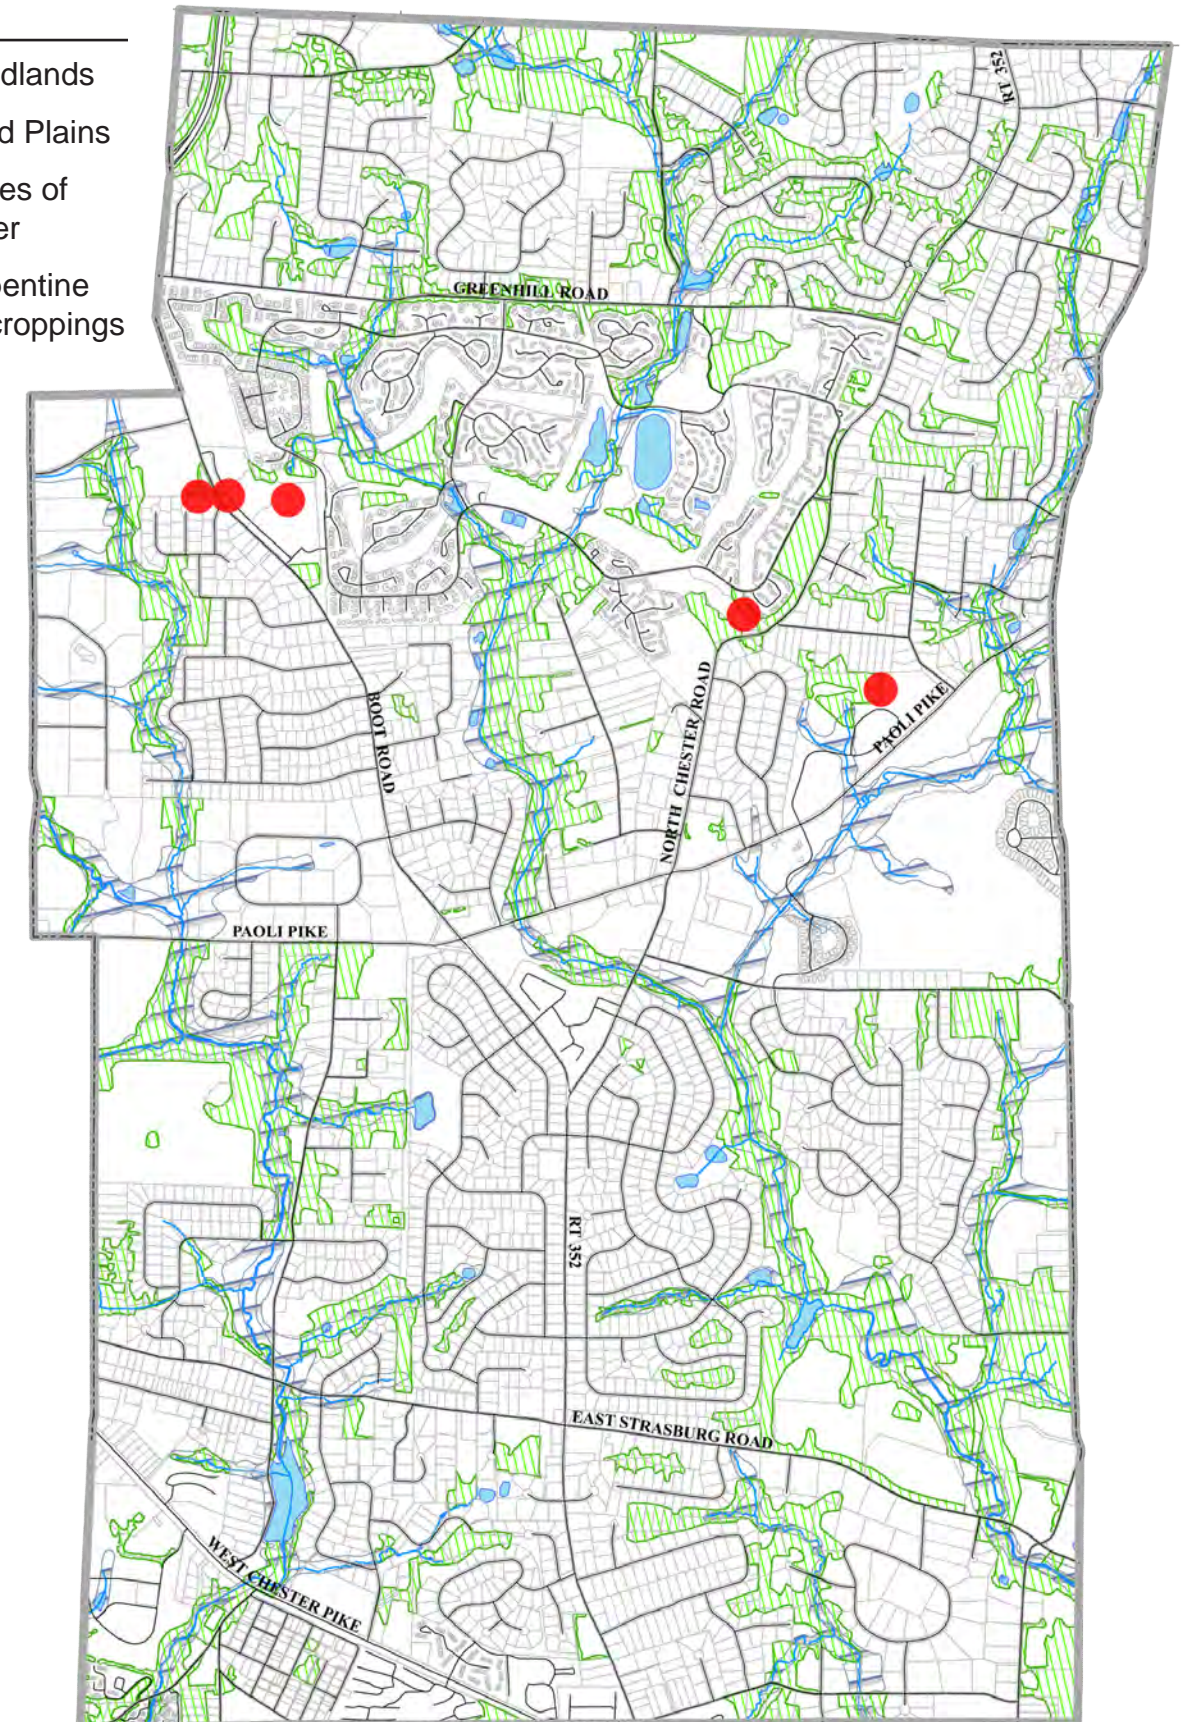 dlands
d Plains
es of
er
pentine
croppings
RT 352
GREENHILL ROAD
BOOT ROAD
NORTH CHESTER ROAD
PAOLI PIKE
PAOLI PIKE
RT 352
EAST STRASBURG ROAD
WEST CHESTER PIKE